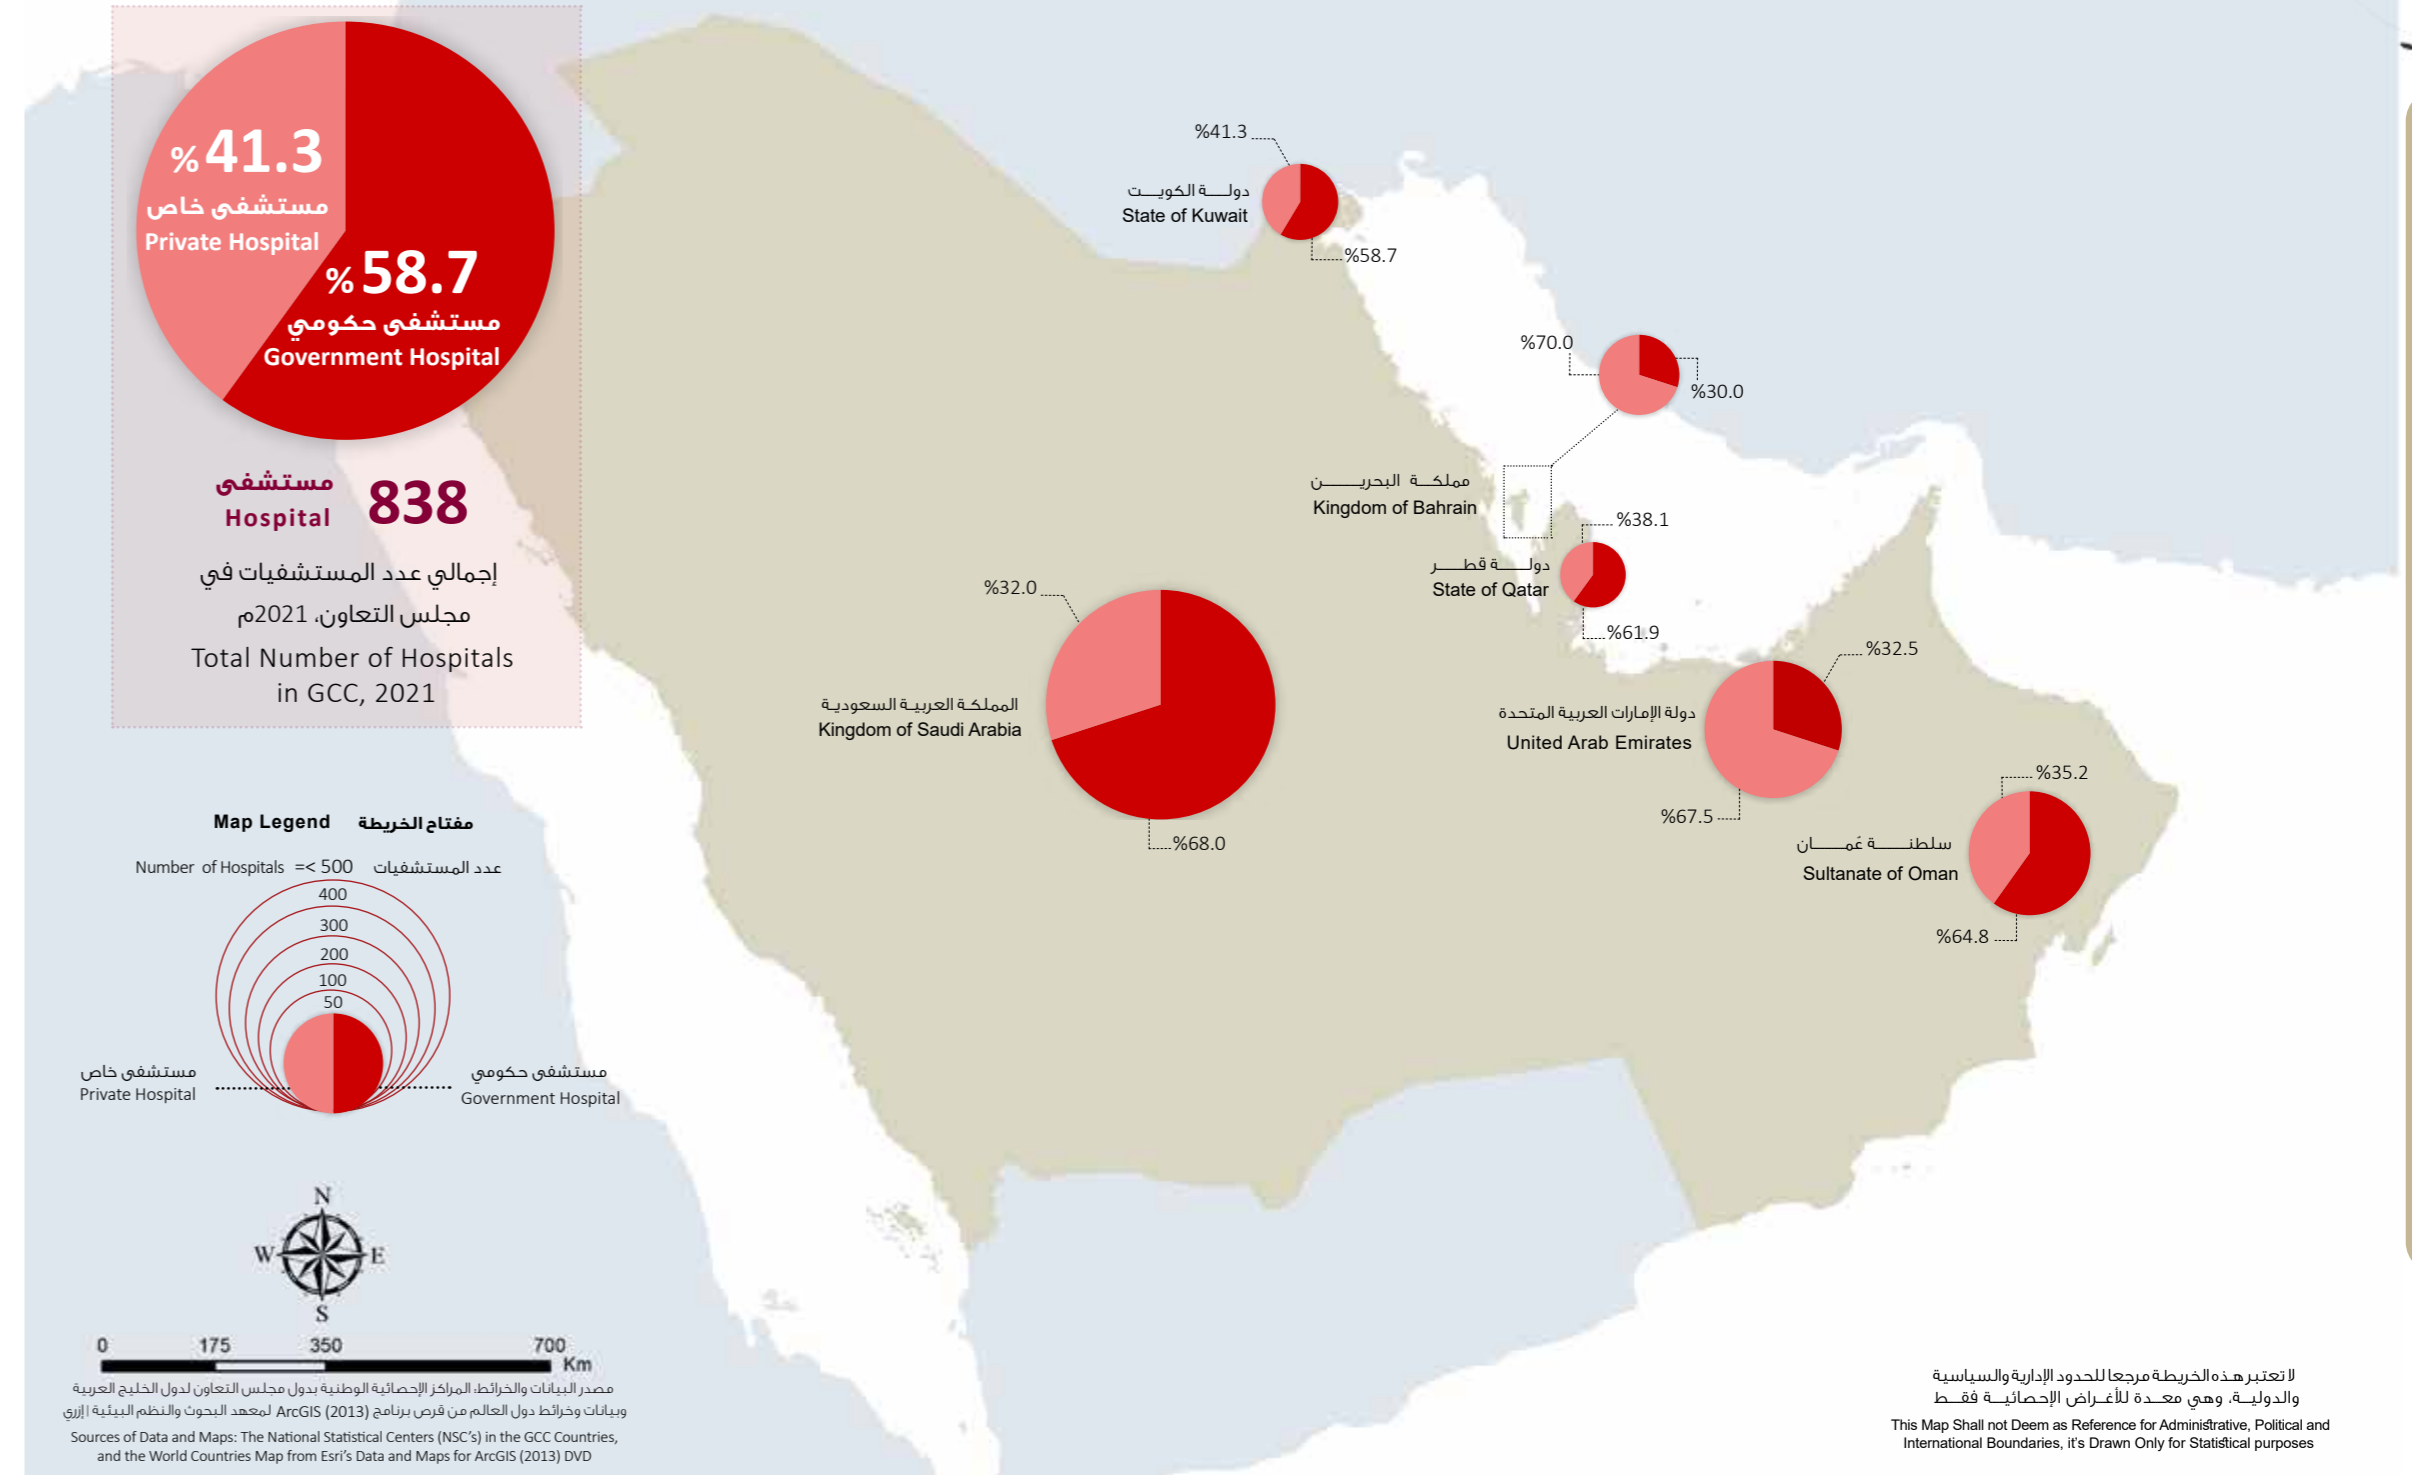 %41.3
مستشفى خاص
Private Hospital
%58.7
مستشفى حكومي
Government Hospital
مستشفى
Hospital
838
إجمالي عدد المستشفيات في
مجلس التعاون، 2021م
Total Number of Hospitals
in GCC, 2021
%41.3
دولة الكويت
State of Kuwait
%58.7
%70.0
%30.0
مملكة البحرين
Kingdom of Bahrain
%38.1
دولة قطر
State of Qatar
%61.9
%32.0
المملكة العربية السعودية
Kingdom of Saudi Arabia
%68.0
%32.5
دولة الإمارات العربية المتحدة
United Arab Emirates
%67.5
%35.2
سلطنة عُمان
Sultanate of Oman
%64.8
Map Legend مفتاح الخريطة
Number of Hospitals =< 500 عدد المستشفيات
400
300
200
100
50
مستشفى خاص
Private Hospital
مستشفى حكومي
Government Hospital
N
W E
S
0 175 350 700
Km
مصدر البيانات والخرائط: المراكز الإحصائية الوطنية بدول مجلس التعاون لدول الخليج العربية
وبيانات وخرائط دول العالم من قرص برنامج ArcGIS (2013) لمعهد البحوث والنظم البيئية | إزري
Sources of Data and Maps: The National Statistical Centers (NSC's) in the GCC Countries,
and the World Countries Map from Esri's Data and Maps for ArcGIS (2013) DVD
لا تعتبر هذه الخريطة مرجعا للحدود الإدارية والسياسية
والدولية، وهي معدة للأغراض الإحصائية فقط
This Map Shall not Deem as Reference for Administrative, Political and
International Boundaries, it's Drawn Only for Statistical purposes